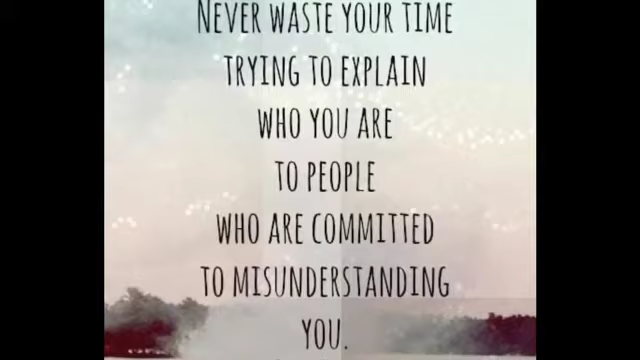 NEVER WASTE YOUR TIME
TRYING TO EXPLAIN
WHO YOU ARE
TO PEOPLE
WHO ARE COMMITTED
TO MISUNDERSTANDING
YOU.